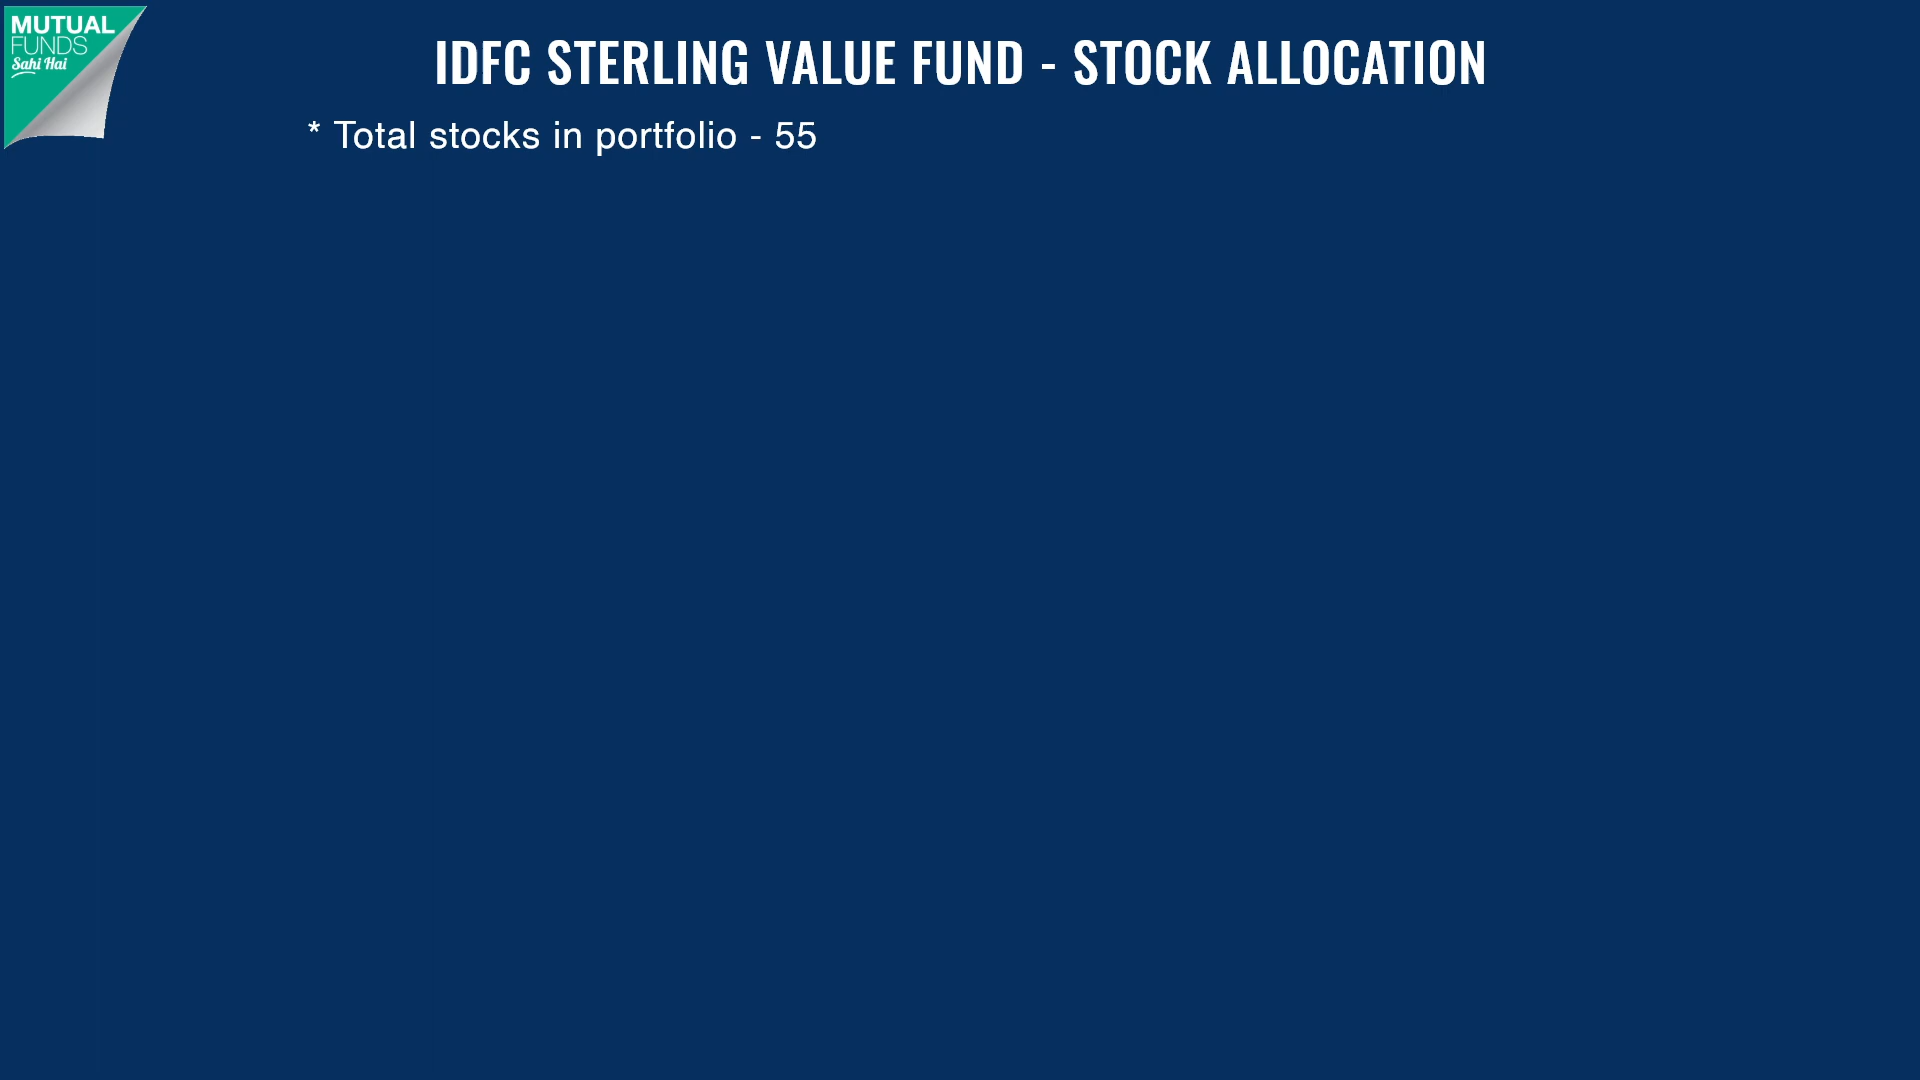 MUTUAL
FUNDS
Sahi Hai
IDFC STERLING VALUE FUND - STOCK ALLOCATION
* Total stocks in portfolio - 55